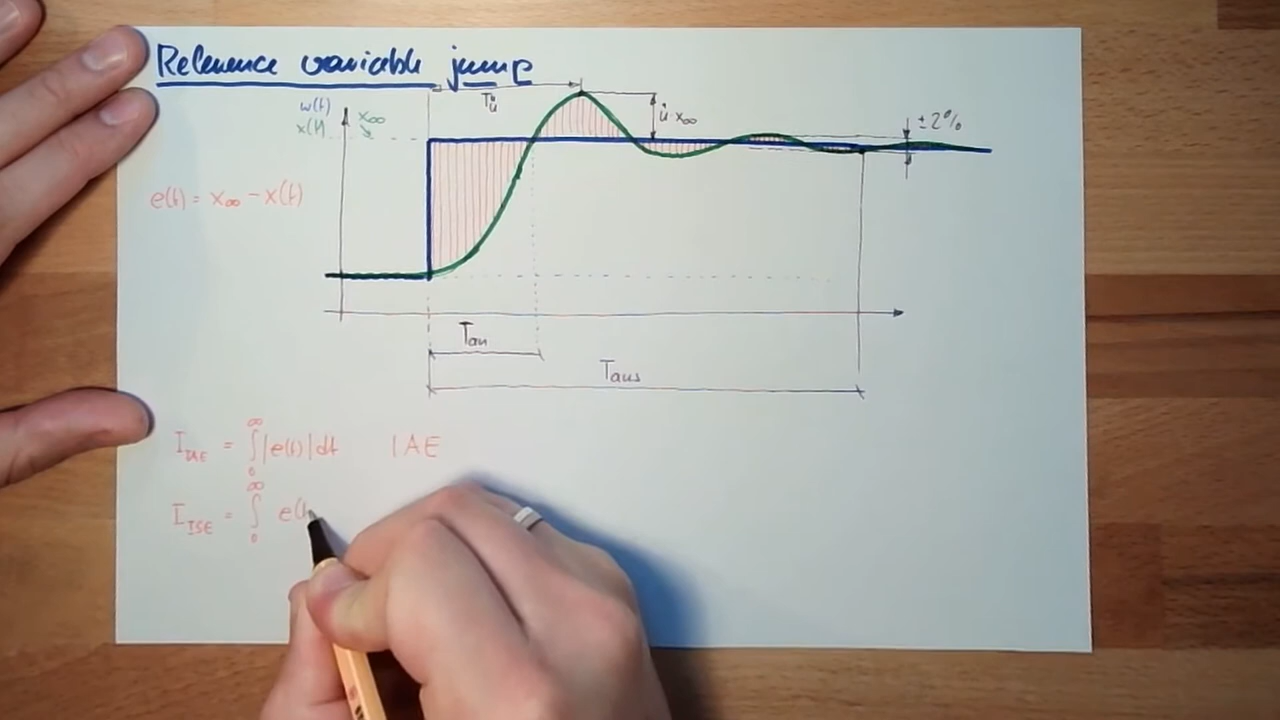 Reference variable jump
Tü
w(t)
x(t)
x∞
ü x∞
±2%
e(t) = x∞ - x(t)
Tan
Taus
I_IAE = ∫₀^∞ |e(t)| dt IAE
I_ISE = ∫₀^∞ e(t